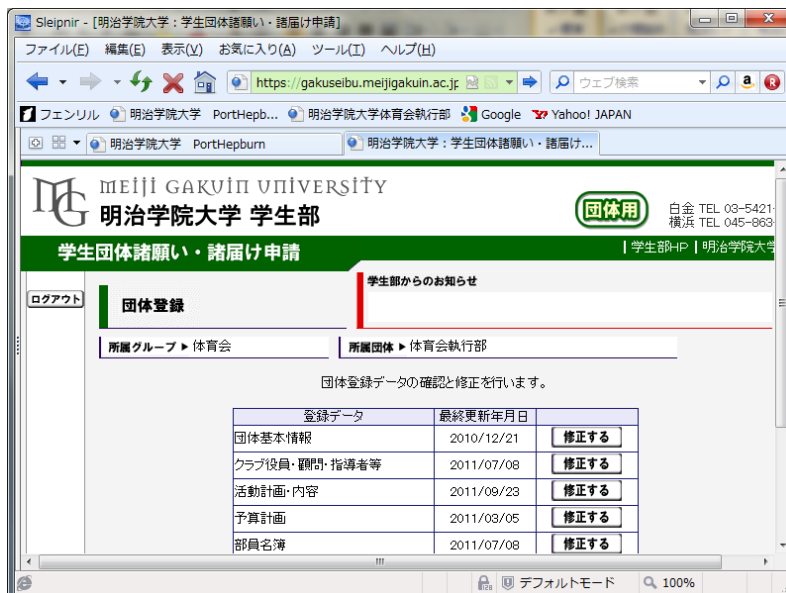 Sleipnir - [明治学院大学：学生団体諸願い・諸届け申請]
ファイル(F) 編集(E) 表示(V) お気に入り(A) ツール(T) ヘルプ(H)
https://gakuseibu.meijigakuin.ac.jp ウェブ検索
フェンリル 明治学院大学 PortHepb... 明治学院大学体育会執行部 Google Yahoo! JAPAN
明治学院大学 PortHepburn 明治学院大学：学生団体諸願い・諸届け...
MG MEIJI GAKUIN UNIVERSITY
明治学院大学 学生部
団体用
白金 TEL 03-5421-
横浜 TEL 045-863-
学生団体諸願い・諸届け申請
学生部HP 明治学院大学
ログアウト
団体登録
学生部からのお知らせ
所属グループ ▶ 体育会 所属団体 ▶ 体育会執行部
団体登録データの確認と修正を行います。
登録データ 最終更新年月日
団体基本情報 2010/12/21 修正する
クラブ役員・顧問・指導者等 2011/07/08 修正する
活動計画・内容 2011/09/23 修正する
予算計画 2011/03/05 修正する
部員名簿 2011/07/08 修正する
デフォルトモード 100%